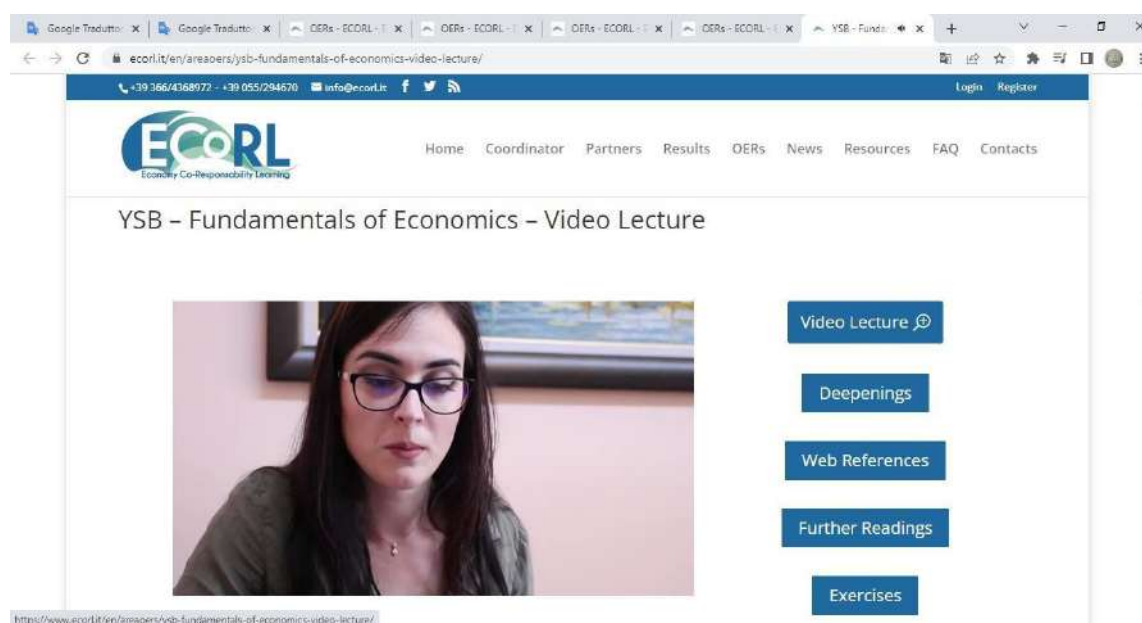 Google Tradutto
Google Tradutto
OERs - ECORL -
OERs - ECORL -
OERs - ECORL -
OERs - ECORL -
YSB - Funda
ecorl.it/en/areaoers/ysb-fundamentals-of-economics-video-lecture/
+39 366/4368972 - +39 055/294670
info@ecorl.it
Login Register
ECORL
Economy Co-Responsability Learning
Home Coordinator Partners Results OERs News Resources FAQ Contacts
YSB – Fundamentals of Economics – Video Lecture
Video Lecture
Deepenings
Web References
Further Readings
Exercises
https://www.ecorl.it/en/areaoers/ysb-fundamentals-of-economics-video-lecture/